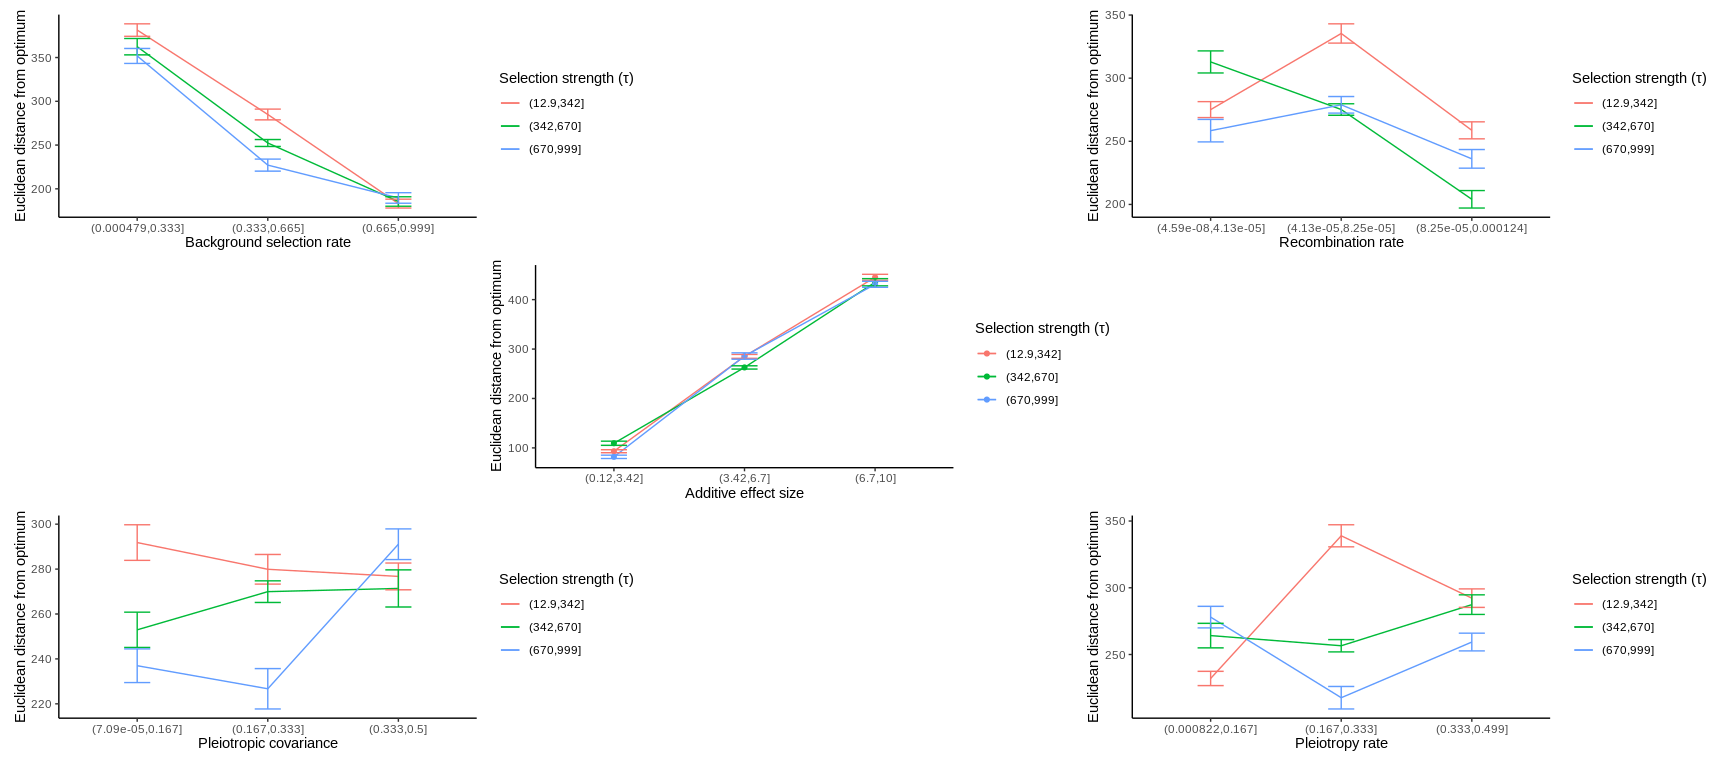 Euclidean distance from optimum
350
300
250
200
(0.000479,0.333]
(0.333,0.665]
(0.665,0.999]
Background selection rate
Selection strength (τ)
(12.9,342]
(342,670]
(670,999]
Euclidean distance from optimum
350
300
250
200
(4.59e-08,4.13e-05]
(4.13e-05,8.25e-05]
(8.25e-05,0.000124]
Recombination rate
Selection strength (τ)
(12.9,342]
(342,670]
(670,999]
Euclidean distance from optimum
400
300
200
100
(0.12,3.42]
(3.42,6.7]
(6.7,10]
Additive effect size
Selection strength (τ)
(12.9,342]
(342,670]
(670,999]
Euclidean distance from optimum
300
280
260
240
220
(7.09e-05,0.167]
(0.167,0.333]
(0.333,0.5]
Pleiotropic covariance
Selection strength (τ)
(12.9,342]
(342,670]
(670,999]
Euclidean distance from optimum
350
300
250
(0.000822,0.167]
(0.167,0.333]
(0.333,0.499]
Pleiotropy rate
Selection strength (τ)
(12.9,342]
(342,670]
(670,999]